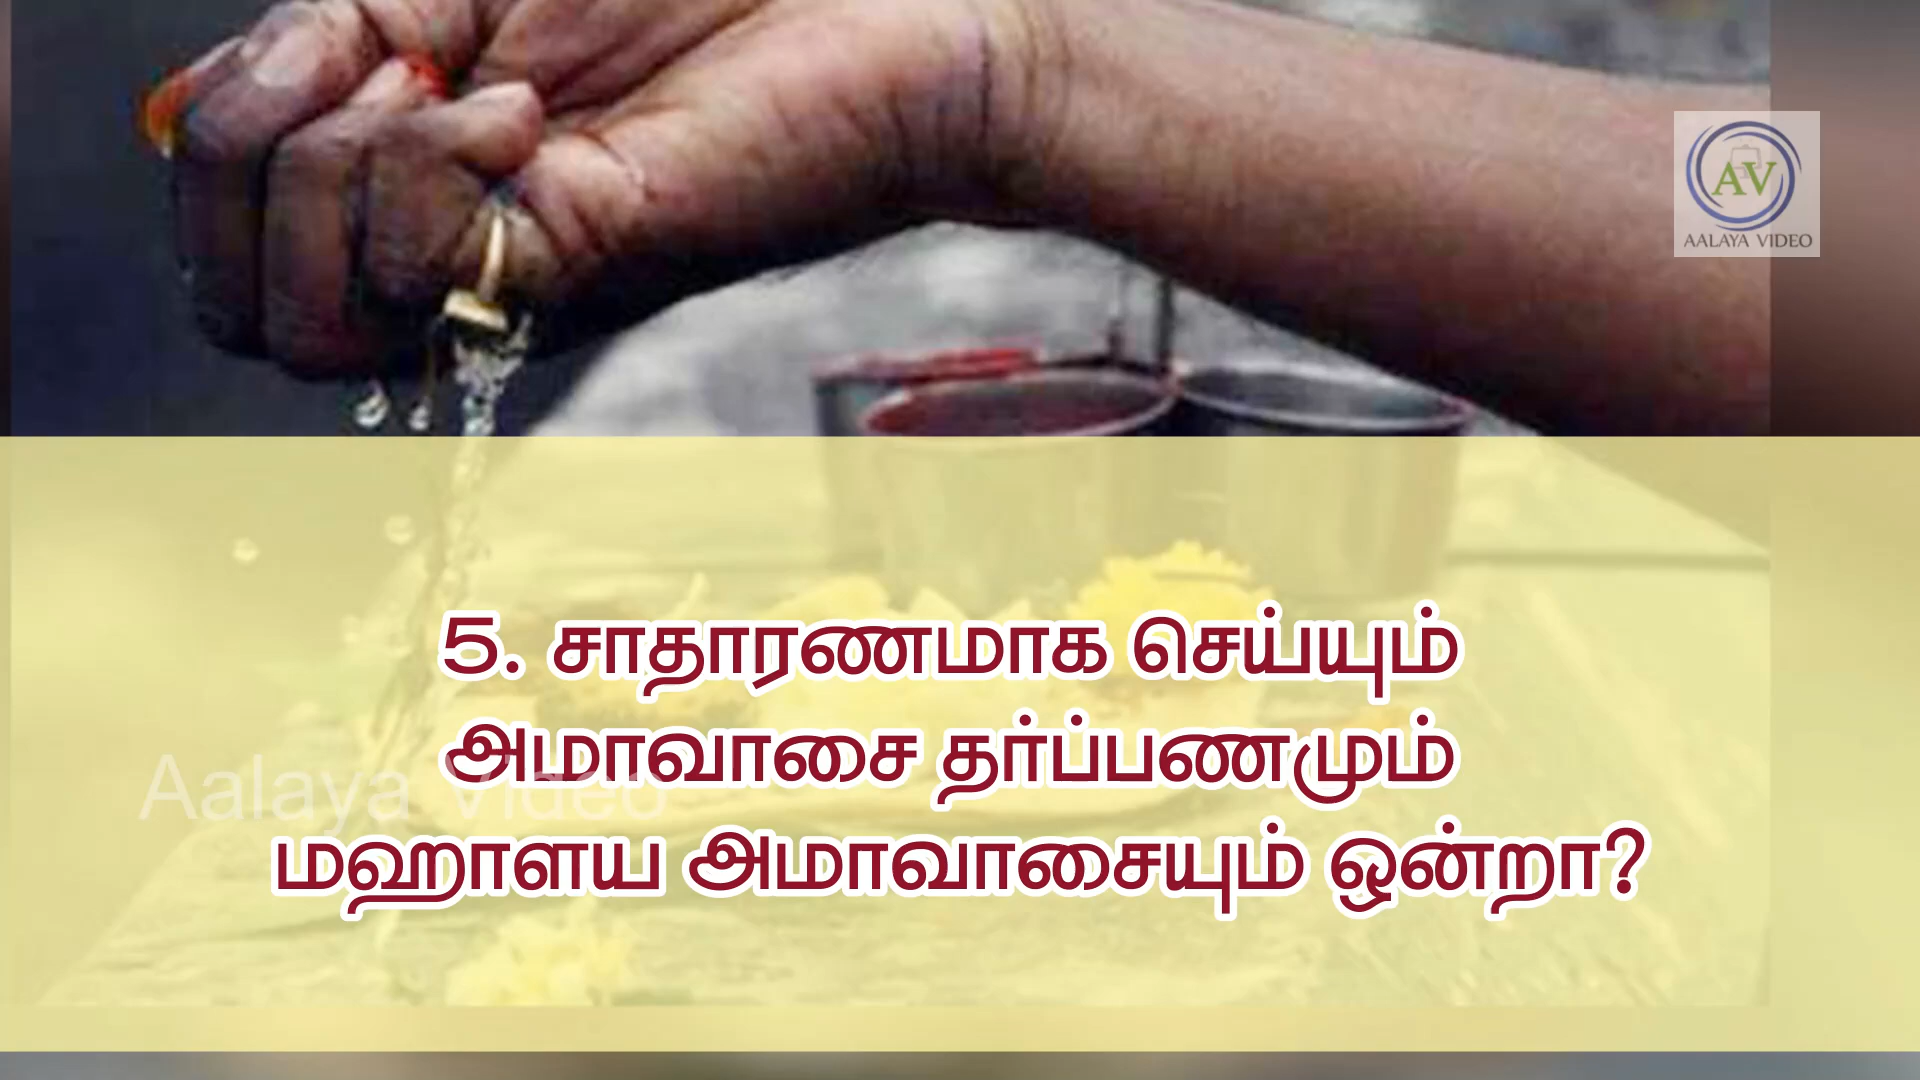 AV
AALAYA VIDEO
5. சாதாரணமாக செய்யும்
அமாவாசை தர்ப்பணமும்
Aalaya Video
மஹாளய அமாவாசையும் ஒன்றா?